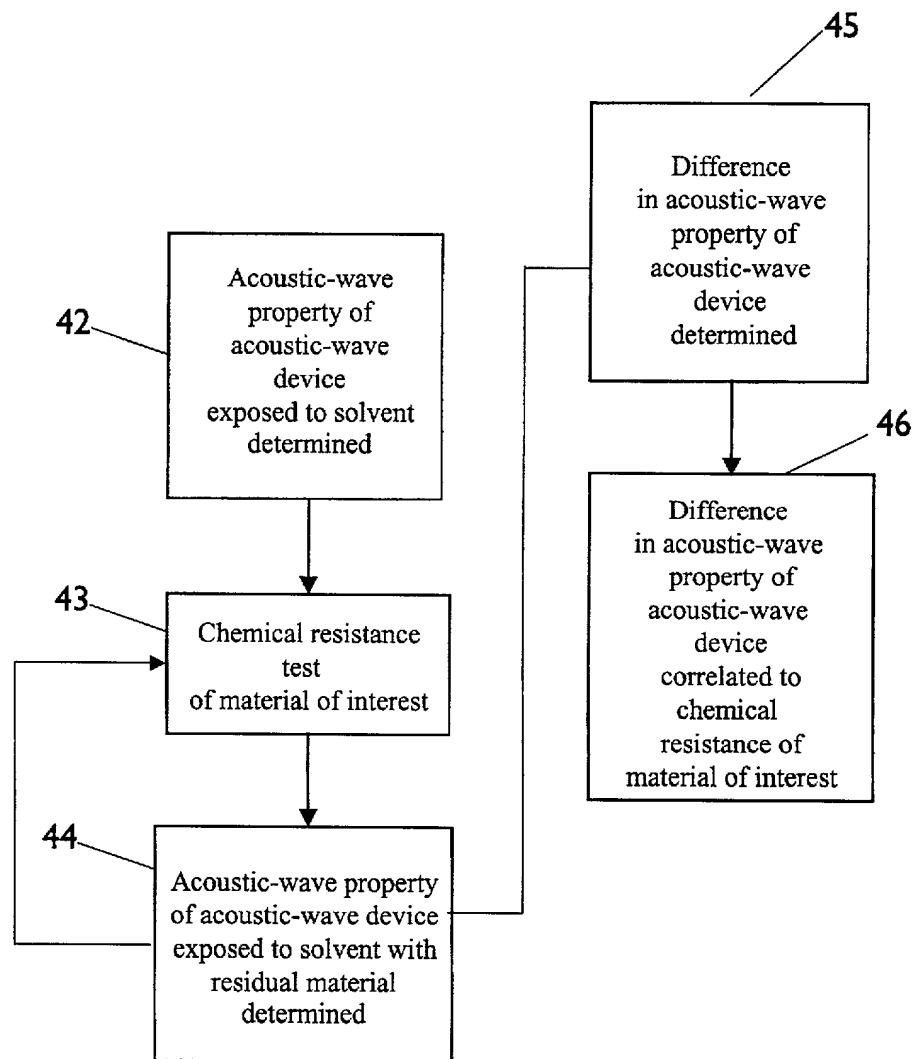 42
Acoustic-wave
property of
acoustic-wave
device
exposed to solvent
determined
43
Chemical resistance
test
of material of interest
44
Acoustic-wave property
of acoustic-wave device
exposed to solvent with
residual material
determined
45
Difference
in acoustic-wave
property of
acoustic-wave
device
determined
46
Difference
in acoustic-wave
property of
acoustic-wave
device
correlated to
chemical
resistance of
material of interest